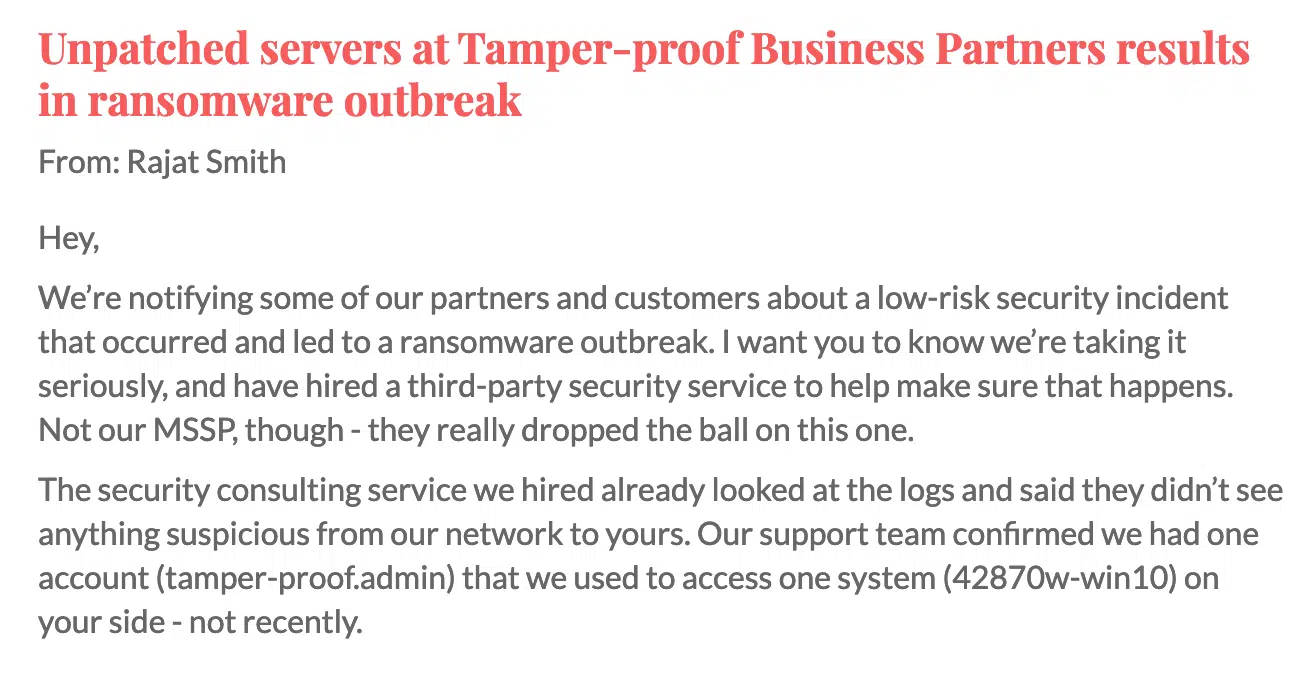 Unpatched servers at Tamper-proof Business Partners results
in ransomware outbreak
From: Rajat Smith
Hey,
We’re notifying some of our partners and customers about a low-risk security incident
that occurred and led to a ransomware outbreak. I want you to know we’re taking it
seriously, and have hired a third-party security service to help make sure that happens.
Not our MSSP, though - they really dropped the ball on this one.
The security consulting service we hired already looked at the logs and said they didn’t see
anything suspicious from our network to yours. Our support team confirmed we had one
account (tamper-proof.admin) that we used to access one system (42870w-win10) on
your side - not recently.